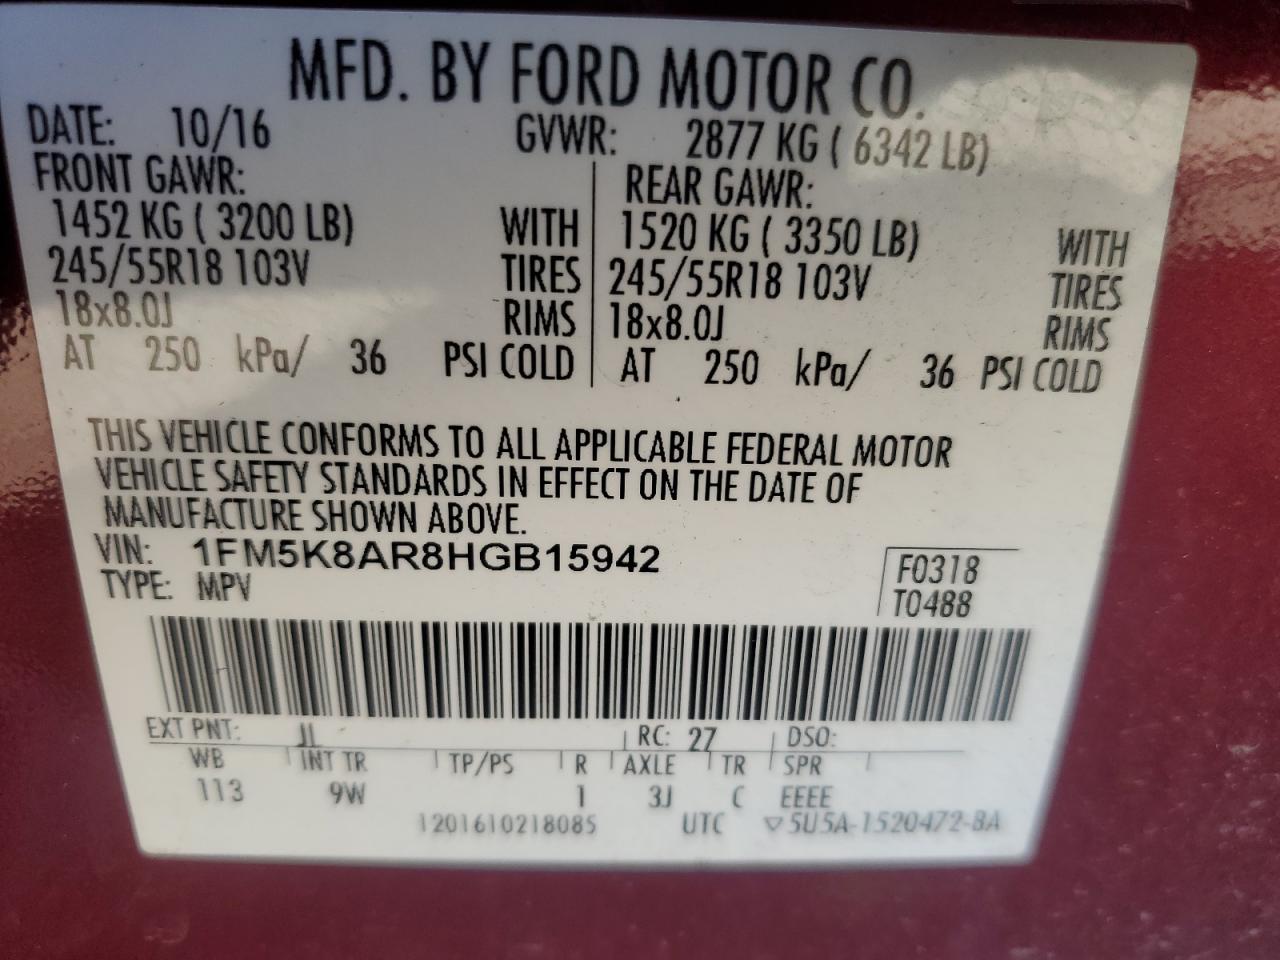 MFD. BY FORD MOTOR CO.
DATE: 10/16 GVWR: 2877 KG ( 6342 LB)
FRONT GAWR: REAR GAWR:
1452 KG ( 3200 LB) WITH 1520 KG ( 3350 LB) WITH
245/55R18 103V TIRES 245/55R18 103V TIRES
18x8.0J RIMS 18x8.0J RIMS
AT 250 kPa/ 36 PSI COLD AT 250 kPa/ 36 PSI COLD
THIS VEHICLE CONFORMS TO ALL APPLICABLE FEDERAL MOTOR
VEHICLE SAFETY STANDARDS IN EFFECT ON THE DATE OF
MANUFACTURE SHOWN ABOVE.
VIN: 1FM5K8AR8HGB15942 F0318
TYPE: MPV T0488
EXT PNT: JL RC: 27 DSO:
WB INT TR TP/PS R AXLE TR SPR
113 9W 1 3J C EEEE
1201610218085 UTC ▽5U5A-1520472-BA